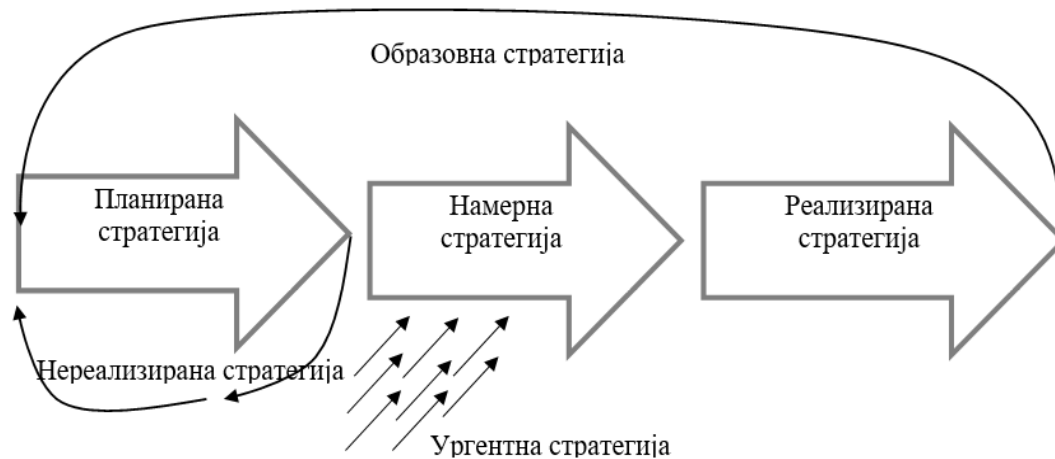 Образовна стратегија
Планирана
стратегија
Намерна
стратегија
Реализирана
стратегија
Нереализирана стратегија
Ургентна стратегија